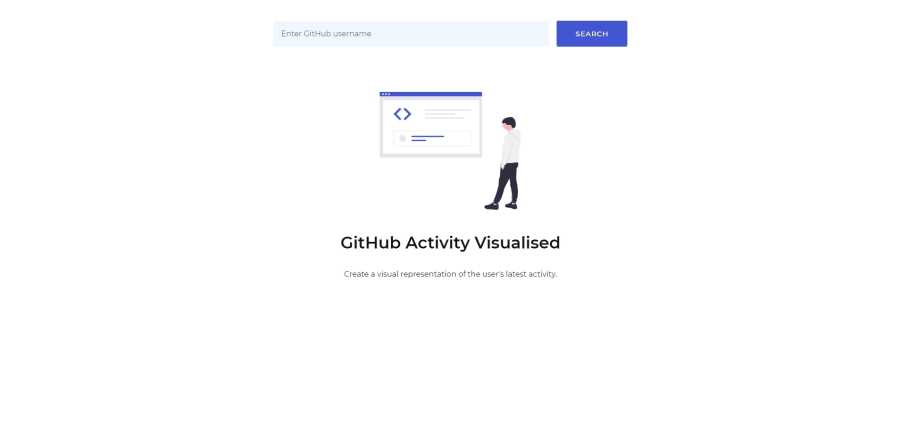 Enter GitHub username
SEARCH
GitHub Activity Visualised
Create a visual representation of the user's latest activity.